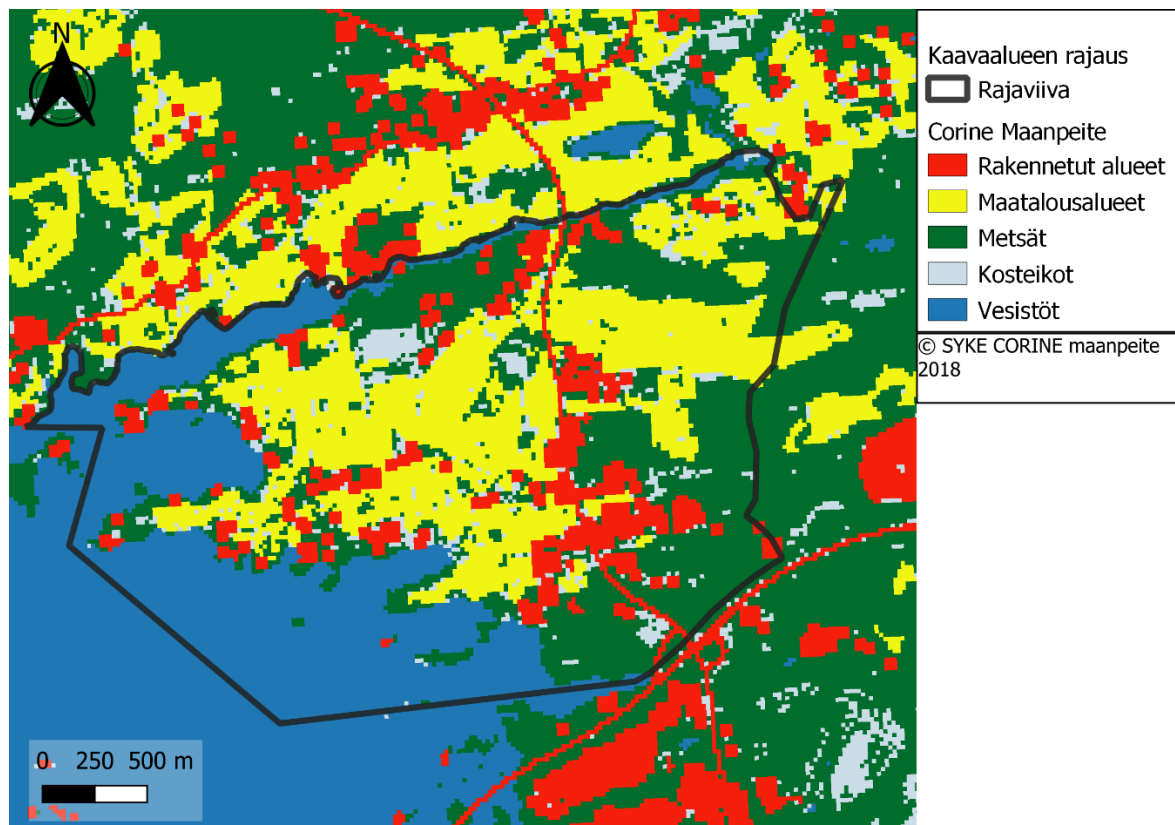 N
Kaavaalueen rajaus
Rajaviiva
Corine Maanpeite
Rakennetut alueet
Maatalousalueet
Metsät
Kosteikot
Vesistöt
© SYKE CORINE maanpeite
2018
0 250 500 m